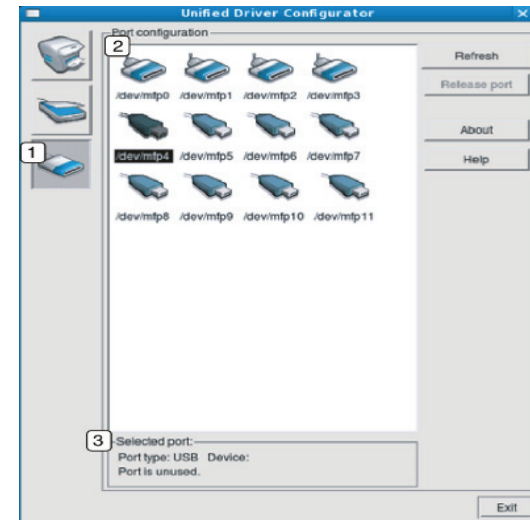 Unified Driver Configurator
Port configuration
2
/dev/mfp0 /dev/mfp1 /dev/mfp2 /dev/mfp3
Refresh
Release port
1
/dev/mfp4 /dev/mfp5 /dev/mfp6 /dev/mfp7
About
Help
/dev/mfp8 /dev/mfp9 /dev/mfp10 /dev/mfp11
3
Selected port:
Port type: USB Device:
Port is unused.
Exit